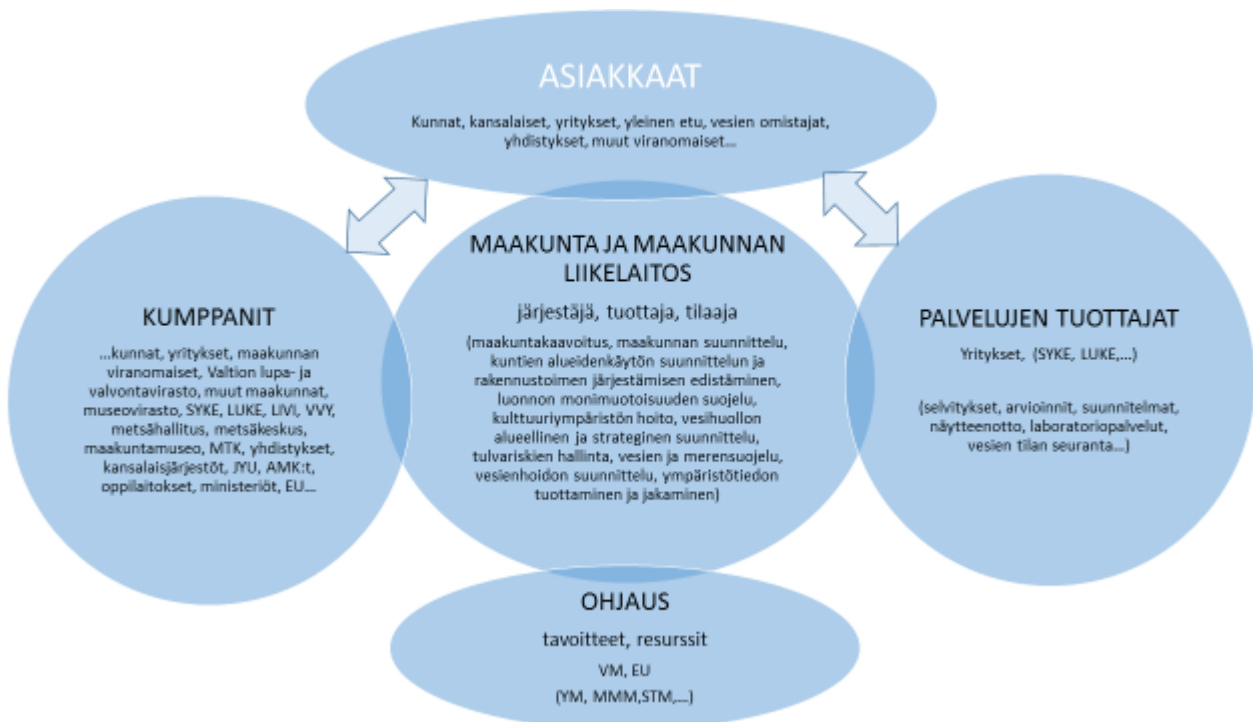 ASIAKKAAT
Kunnat, kansalaiset, yritykset, yleinen etu, vesien omistajat,
yhdistykset, muut viranomaiset...
MAAKUNTA JA MAAKUNNAN
LIIKELAITOS
järjestäjä, tuottaja, tilaaja
(maakuntakaavoitus, maakunnan suunnittelu,
kuntien alueidenkäytön suunnittelun ja
rakennustoimen järjestämisen edistäminen,
luonnon monimuotoisuuden suojelu,
kulttuuriympäristön hoito, vesihuollon
alueellinen ja strateginen suunnittelu,
tulvariskien hallinta, vesien ja merensuojelu,
vesienhoidon suunnittelu, ympäristötiedon
tuottaminen ja jakaminen)
KUMPPANIT
...kunnat, yritykset, maakunnan
viranomaiset, Valtion lupa- ja
valvontavirasto, muut maakunnat,
museovirasto, SYKE, LUKE, LIVI, VVY,
metsähallitus, metsäkeskus,
maakuntamuseo, MTK, yhdistykset,
kansalaisjärjestöt, JYU, AMK:t,
oppilaitokset, ministeriöt, EU...
PALVELUJEN TUOTTAJAT
Yritykset, (SYKE, LUKE,...)
(selvitykset, arvioinnit, suunnitelmat,
näytteenotto, laboratoriopalvelut,
vesien tilan seuranta...)
OHJAUS
tavoitteet, resurssit
VM, EU
(YM, MMM,STM,...)